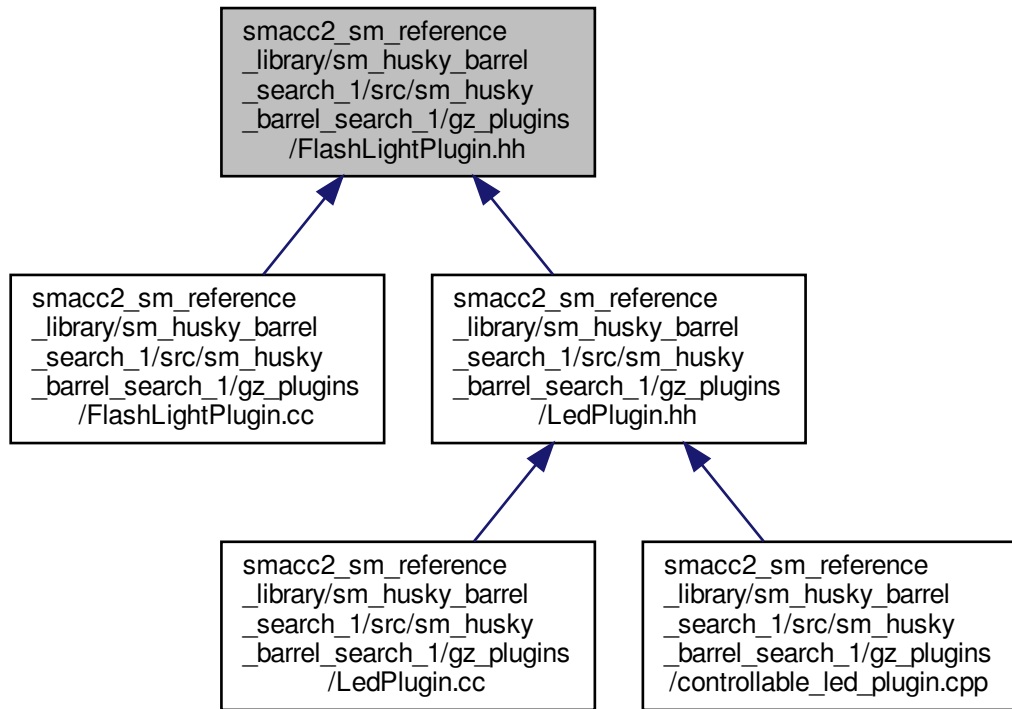 smacc2_sm_reference
_library/sm_husky_barrel
_search_1/src/sm_husky
_barrel_search_1/gz_plugins
/FlashLightPlugin.hh
smacc2_sm_reference
_library/sm_husky_barrel
_search_1/src/sm_husky
_barrel_search_1/gz_plugins
/FlashLightPlugin.cc
smacc2_sm_reference
_library/sm_husky_barrel
_search_1/src/sm_husky
_barrel_search_1/gz_plugins
/LedPlugin.hh
smacc2_sm_reference
_library/sm_husky_barrel
_search_1/src/sm_husky
_barrel_search_1/gz_plugins
/LedPlugin.cc
smacc2_sm_reference
_library/sm_husky_barrel
_search_1/src/sm_husky
_barrel_search_1/gz_plugins
/controllable_led_plugin.cpp